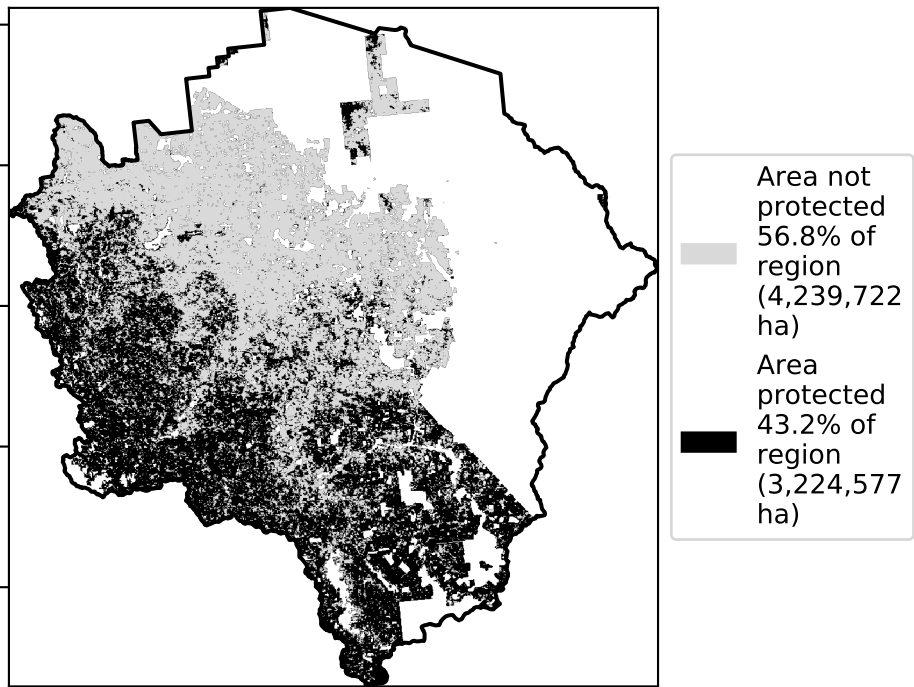 Area not
protected
56.8% of
region
(4,239,722
ha)
Area
protected
43.2% of
region
(3,224,577
ha)